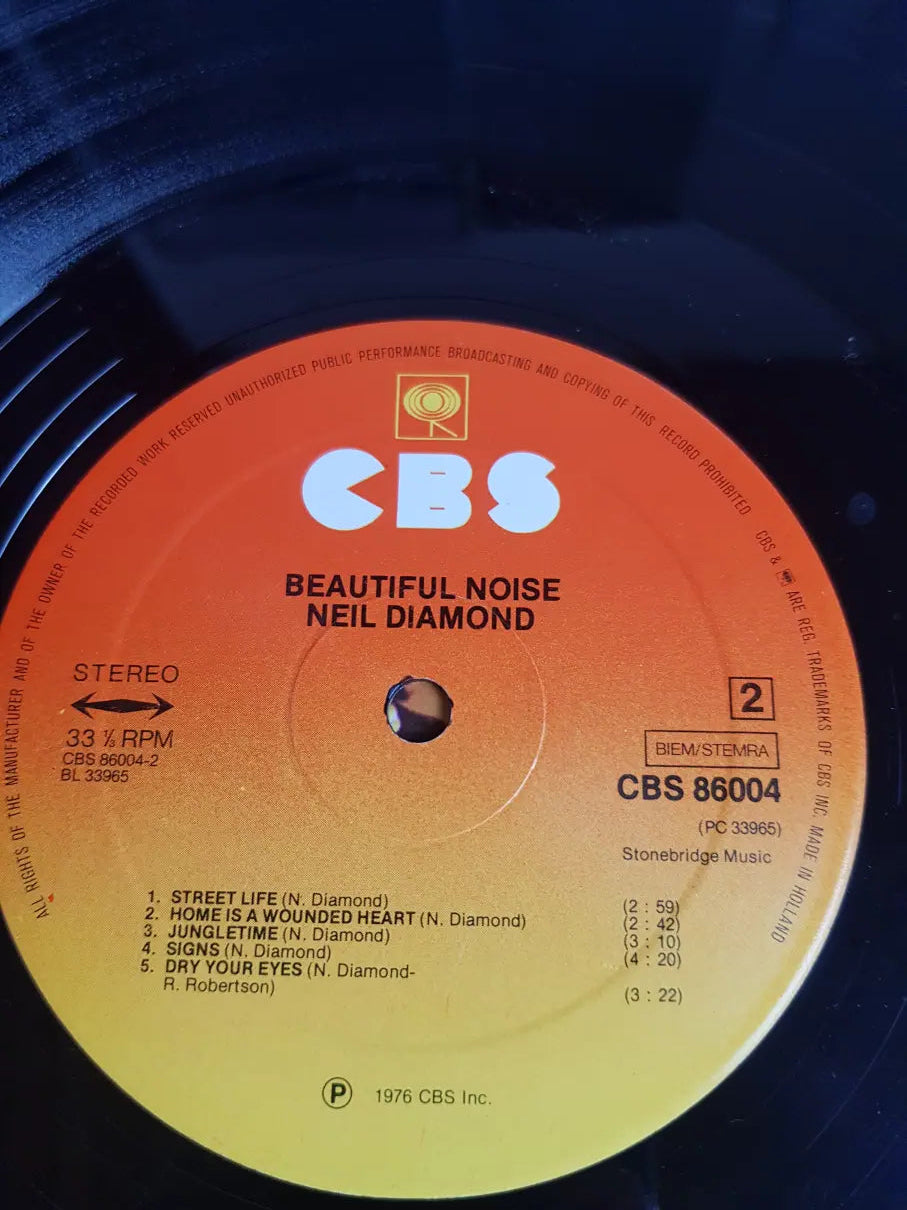 ALL RIGHTS OF THE MANUFACTURER AND OF THE OWNER OF THE RECORDED WORK RESERVED UNAUTHORIZED PUBLIC PERFORMANCE BROADCASTING AND COPYING OF THIS RECORD PROHIBITED CBS & ARE REG. TRADEMARKS OF CBS INC. MADE IN HOLLAND
CBS
BEAUTIFUL NOISE
NEIL DIAMOND
STEREO
33 ⅓ RPM
CBS 86004-2
BL 33965
2
BIEM/STEMRA
CBS 86004
(PC 33965)
Stonebridge Music
1. STREET LIFE (N. Diamond) (2 : 59)
2. HOME IS A WOUNDED HEART (N. Diamond) (2 : 42)
3. JUNGLETIME (N. Diamond) (3 : 10)
4. SIGNS (N. Diamond) (4 : 20)
5. DRY YOUR EYES (N. Diamond-
R. Robertson) (3 : 22)
Ⓟ 1976 CBS Inc.